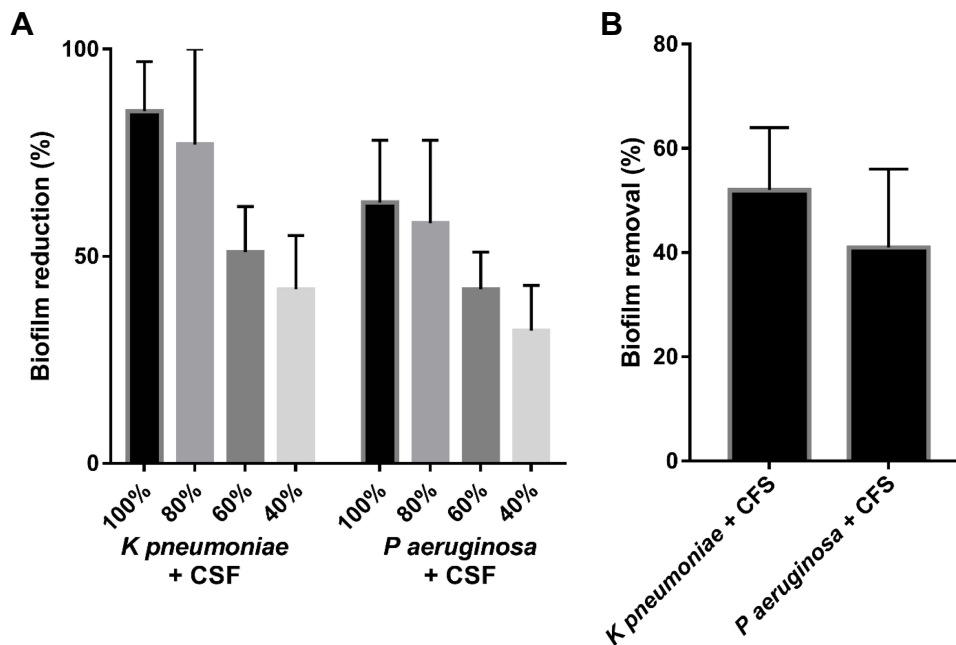 A
Biofilm reduction (%)
100
50
0
100%
80%
60%
40%
100%
80%
60%
40%
K pneumoniae
+ CSF
P aeruginosa
+ CSF
B
Biofilm removal (%)
80
60
40
20
0
K pneumoniae + CFS
P aeruginosa + CFS